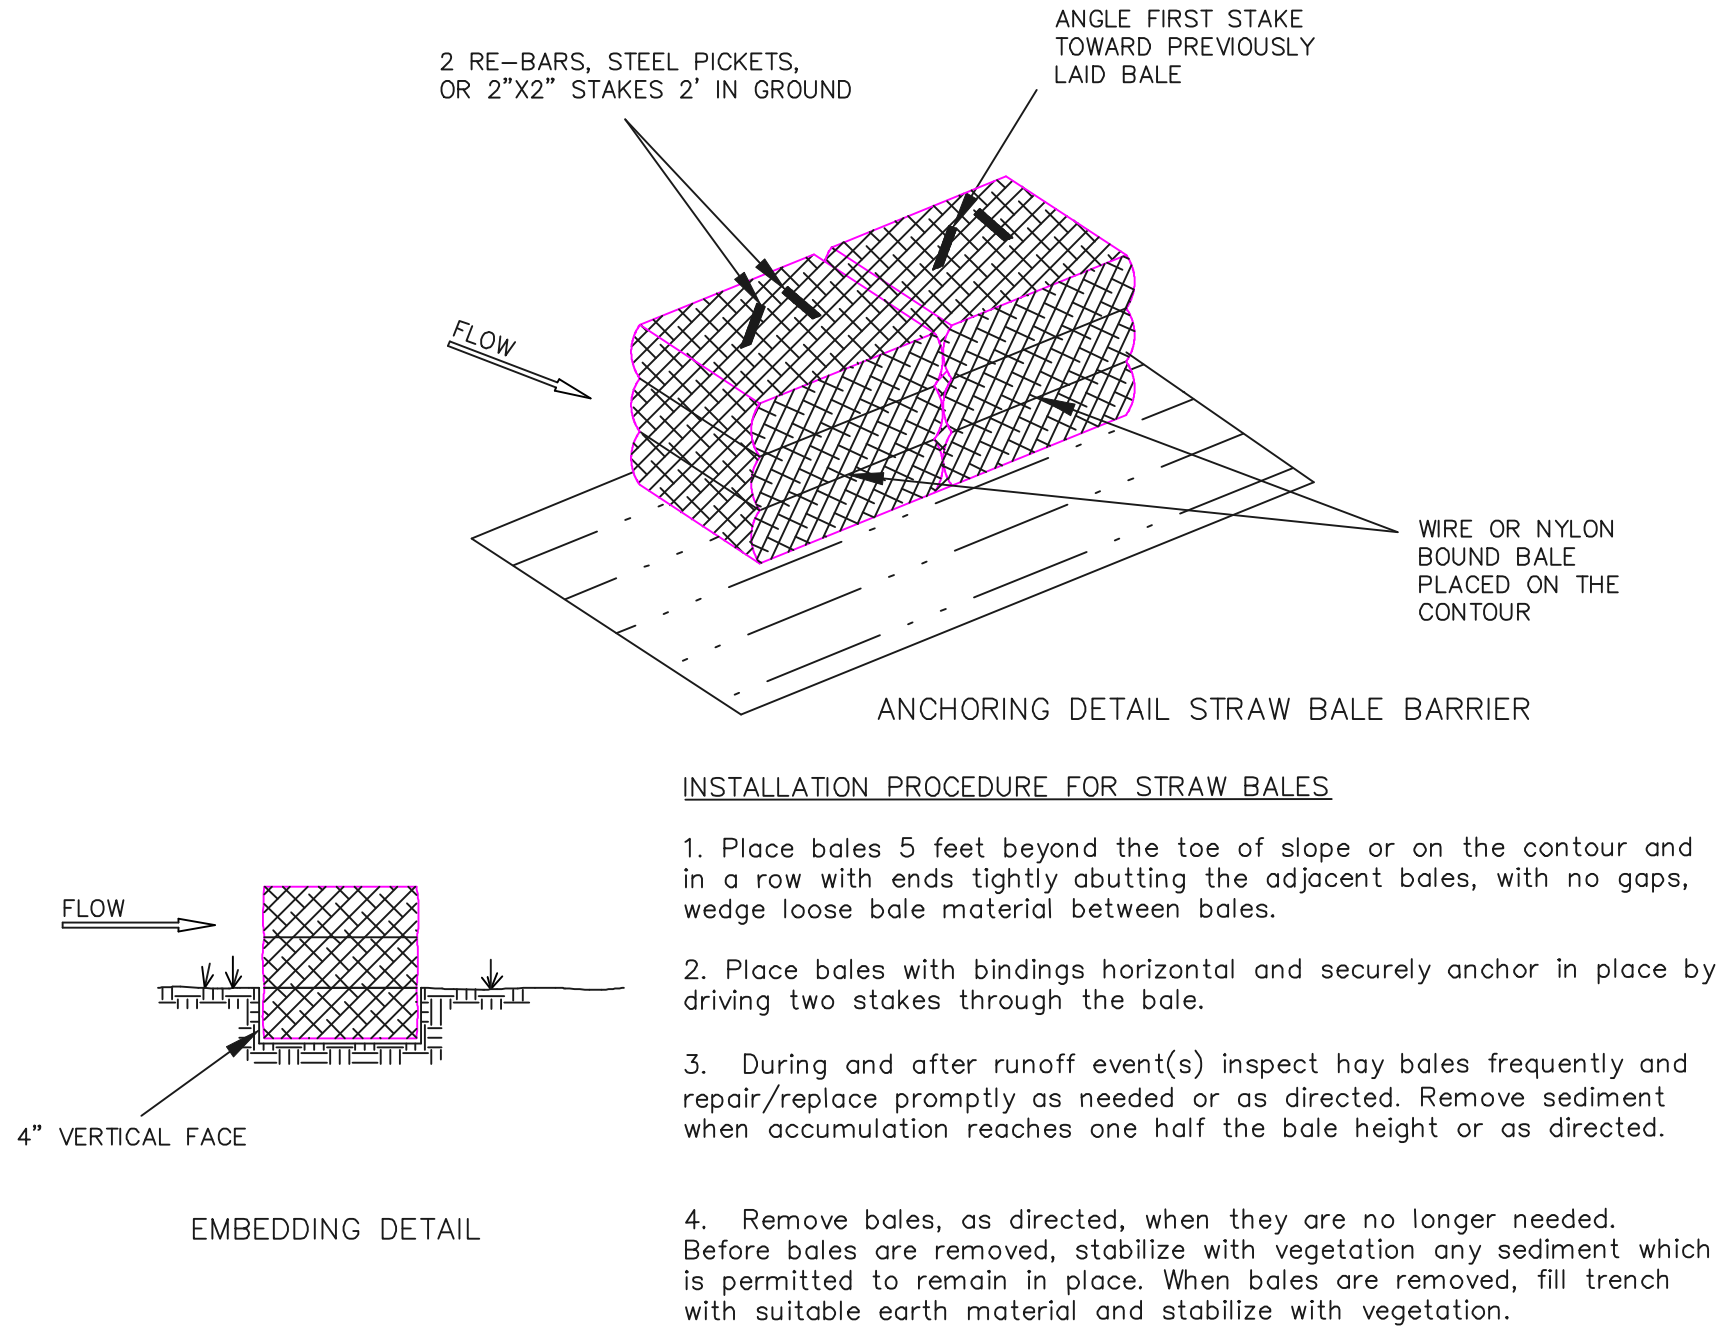 ANGLE FIRST STAKE
TOWARD PREVIOUSLY
LAID BALE
2 RE-BARS, STEEL PICKETS,
OR 2"X2" STAKES 2' IN GROUND
FLOW
WIRE OR NYLON
BOUND BALE
PLACED ON THE
CONTOUR
ANCHORING DETAIL STRAW BALE BARRIER
FLOW
4" VERTICAL FACE
EMBEDDING DETAIL
INSTALLATION PROCEDURE FOR STRAW BALES
1. Place bales 5 feet beyond the toe of slope or on the contour and
in a row with ends tightly abutting the adjacent bales, with no gaps,
wedge loose bale material between bales.
2. Place bales with bindings horizontal and securely anchor in place by
driving two stakes through the bale.
3. During and after runoff event(s) inspect hay bales frequently and
repair/replace promptly as needed or as directed. Remove sediment
when accumulation reaches one half the bale height or as directed.
4. Remove bales, as directed, when they are no longer needed.
Before bales are removed, stabilize with vegetation any sediment which
is permitted to remain in place. When bales are removed, fill trench
with suitable earth material and stabilize with vegetation.